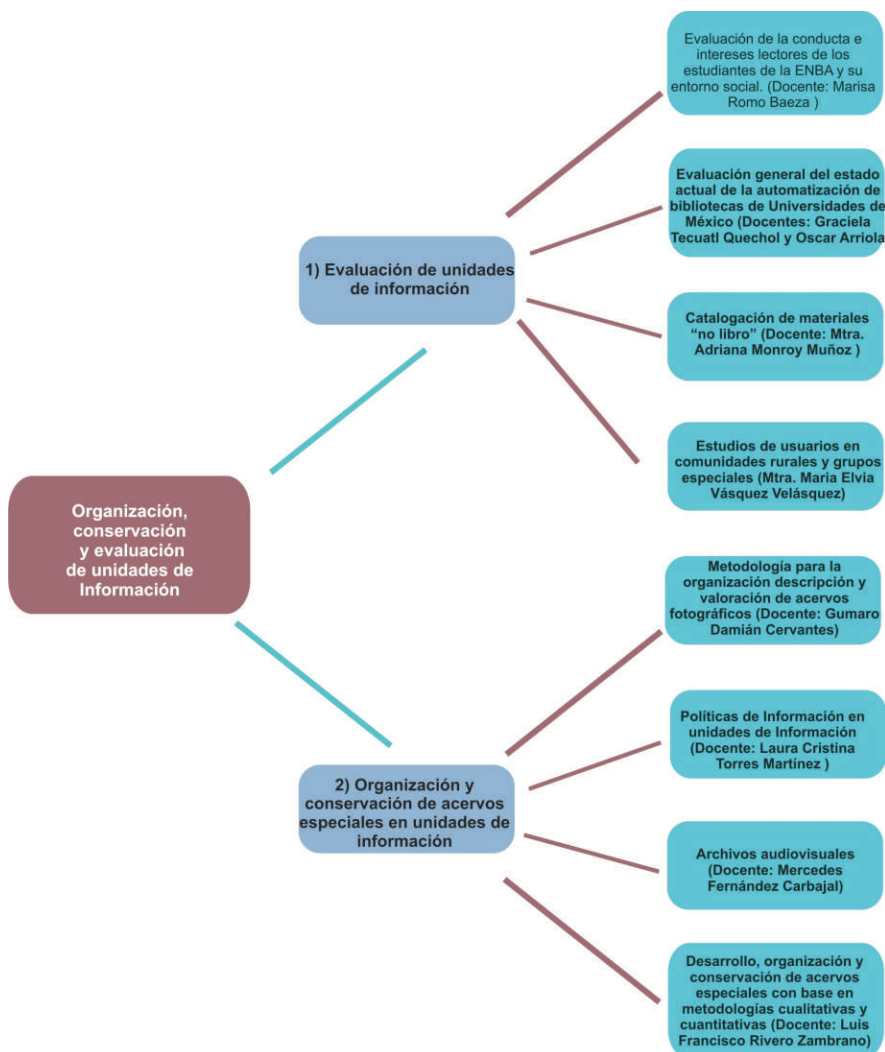 Organización,
conservación
y evaluación
de unidades de
Información
1) Evaluación de unidades
de información
Evaluación de la conducta e
intereses lectores de los
estudiantes de la ENBA y su
entorno social. (Docente: Marisa
Romo Baeza )
Evaluación general del estado
actual de la automatización de
bibliotecas de Universidades de
México (Docentes: Graciela
Tecuatl Quechol y Oscar Arriola
Catalogación de materiales
“no libro” (Docente: Mtra.
Adriana Monroy Muñoz )
Estudios de usuarios en
comunidades rurales y grupos
especiales (Mtra. Maria Elvia
Vásquez Velásquez)
2) Organización y
conservación de acervos
especiales en unidades de
información
Metodología para la
organización descripción y
valoración de acervos
fotográficos (Docente: Gumaro
Damián Cervantes)
Políticas de Información en
unidades de Información
(Docente: Laura Cristina
Torres Martínez )
Archivos audiovisuales
(Docente: Mercedes
Fernández Carbajal)
Desarrollo, organización y
conservación de acervos
especiales con base en
metodologías cualitativas y
cuantitativas (Docente: Luis
Francisco Rivero Zambrano)